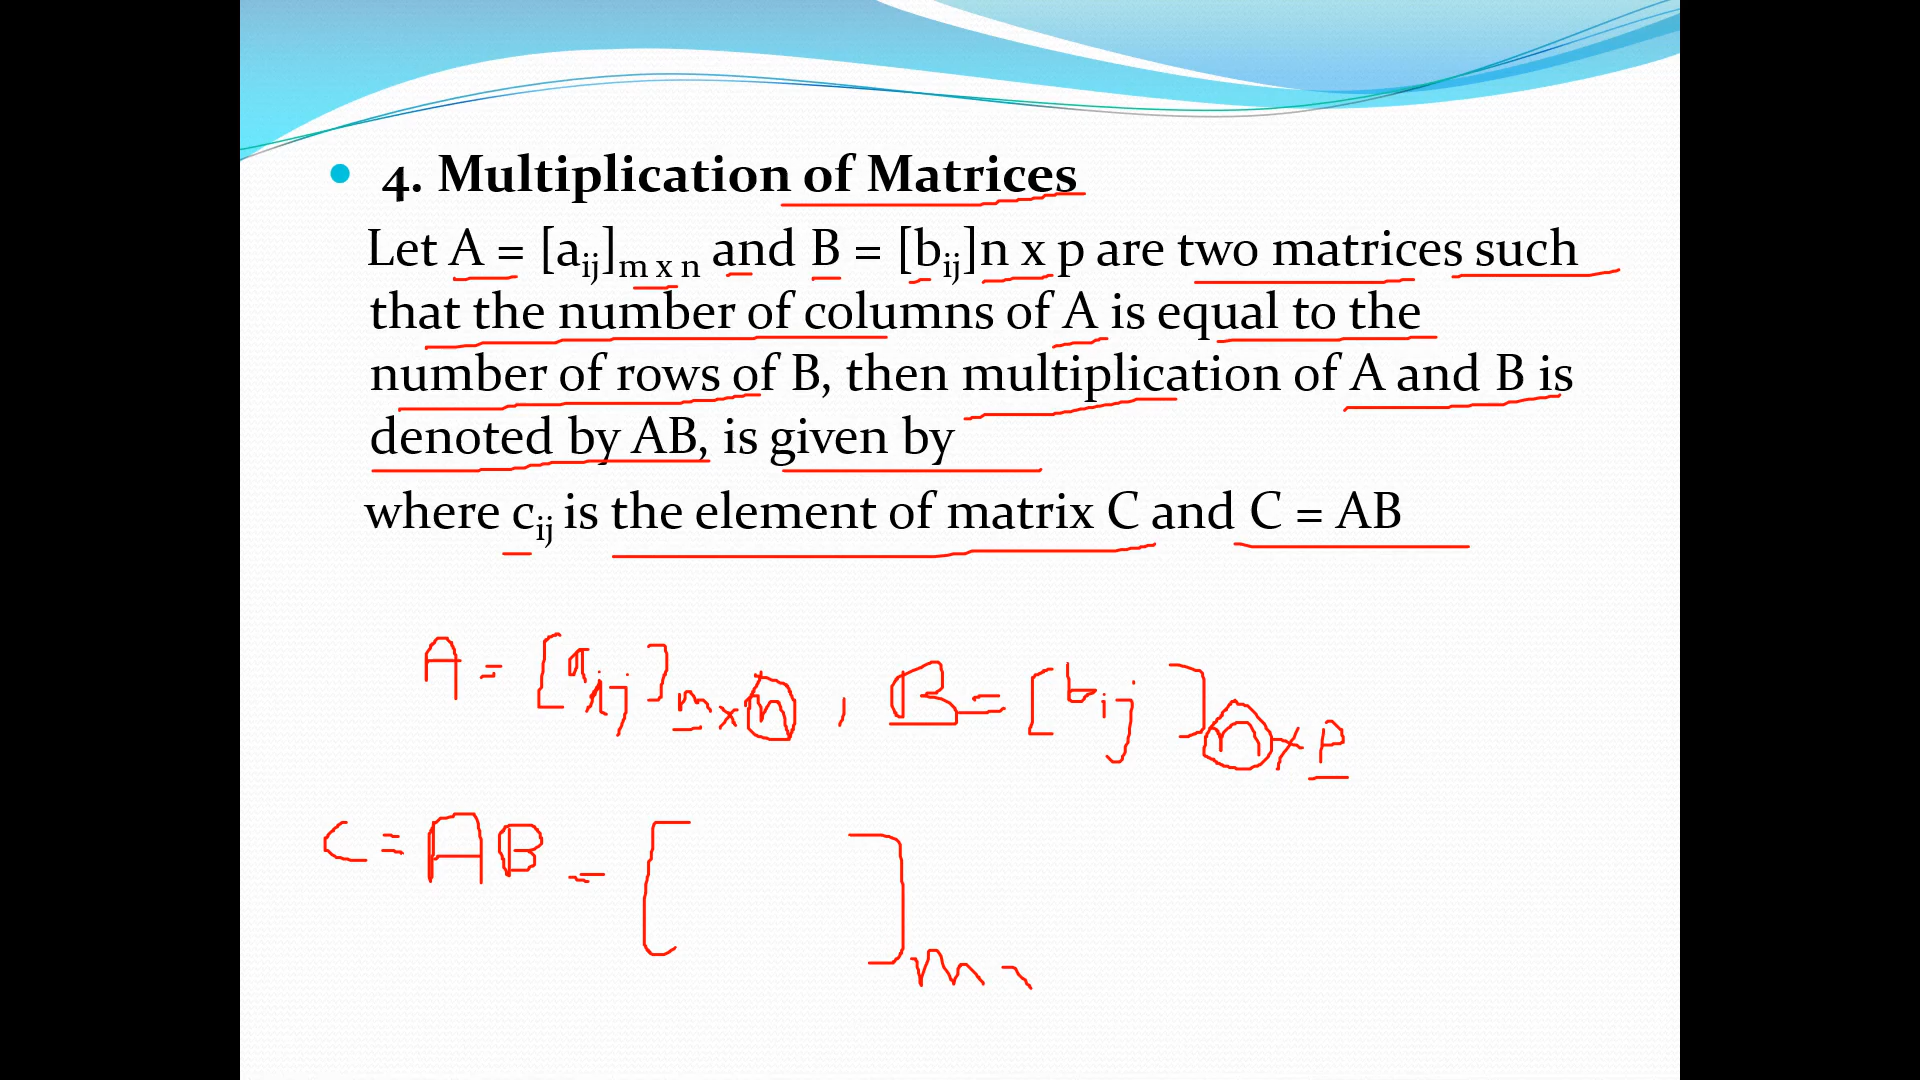 • 4. Multiplication of Matrices
Let A = [aij]m x n and B = [bij]n x p are two matrices such
that the number of columns of A is equal to the
number of rows of B, then multiplication of A and B is
denoted by AB, is given by
where cij is the element of matrix C and C = AB
A = [aij]m×n , B = [bij]n×p
C = AB = [ ]m